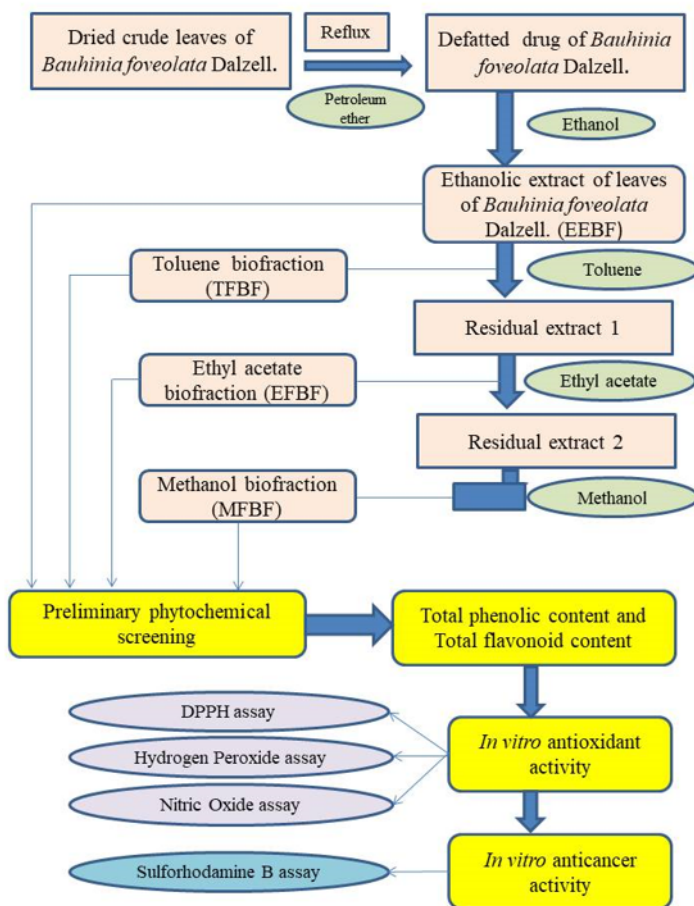 Dried crude leaves of
Bauhinia foveolata Dalzell.
Reflux
Petroleum
ether
Defatted drug of Bauhinia
foveolata Dalzell.
Ethanol
Ethanolic extract of leaves
of Bauhinia foveolata
Dalzell. (EEBF)
Toluene biofraction
(TFBF)
Toluene
Residual extract 1
Ethyl acetate
biofraction (EFBF)
Ethyl acetate
Residual extract 2
Methanol biofraction
(MFBF)
Methanol
Preliminary phytochemical
screening
Total phenolic content and
Total flavonoid content
DPPH assay
Hydrogen Peroxide assay
Nitric Oxide assay
In vitro antioxidant
activity
Sulforhodamine B assay
In vitro anticancer
activity